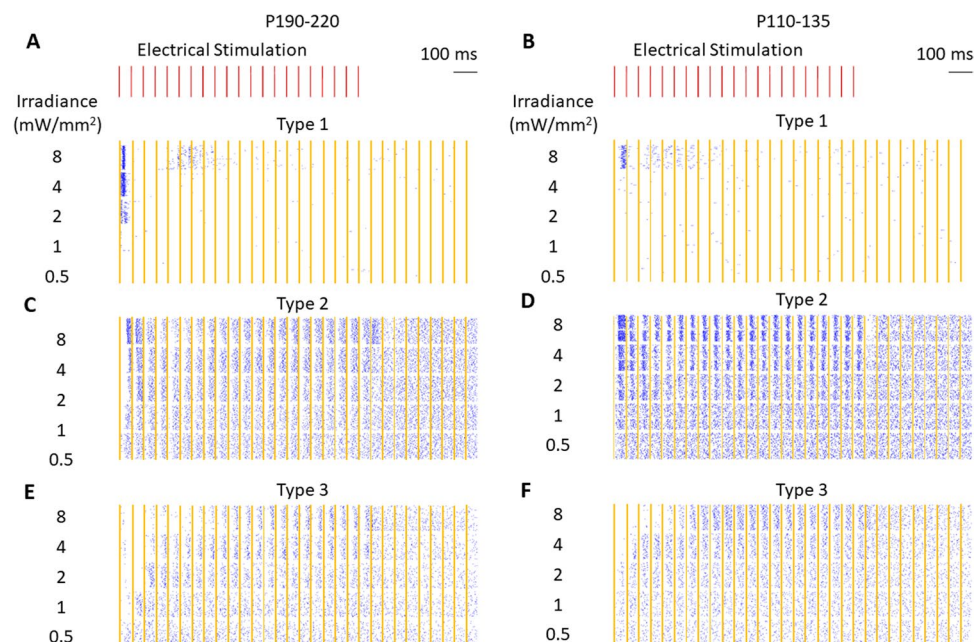 P190-220
P110-135
A
B
Electrical Stimulation
100 ms
Electrical Stimulation
100 ms
Irradiance
(mW/mm²)
Type 1
8
4
2
1
0.5
Irradiance
(mW/mm²)
Type 1
8
4
2
1
0.5
C
Type 2
8
4
2
1
0.5
D
Type 2
8
4
2
1
0.5
E
Type 3
8
4
2
1
0.5
F
Type 3
8
4
2
1
0.5